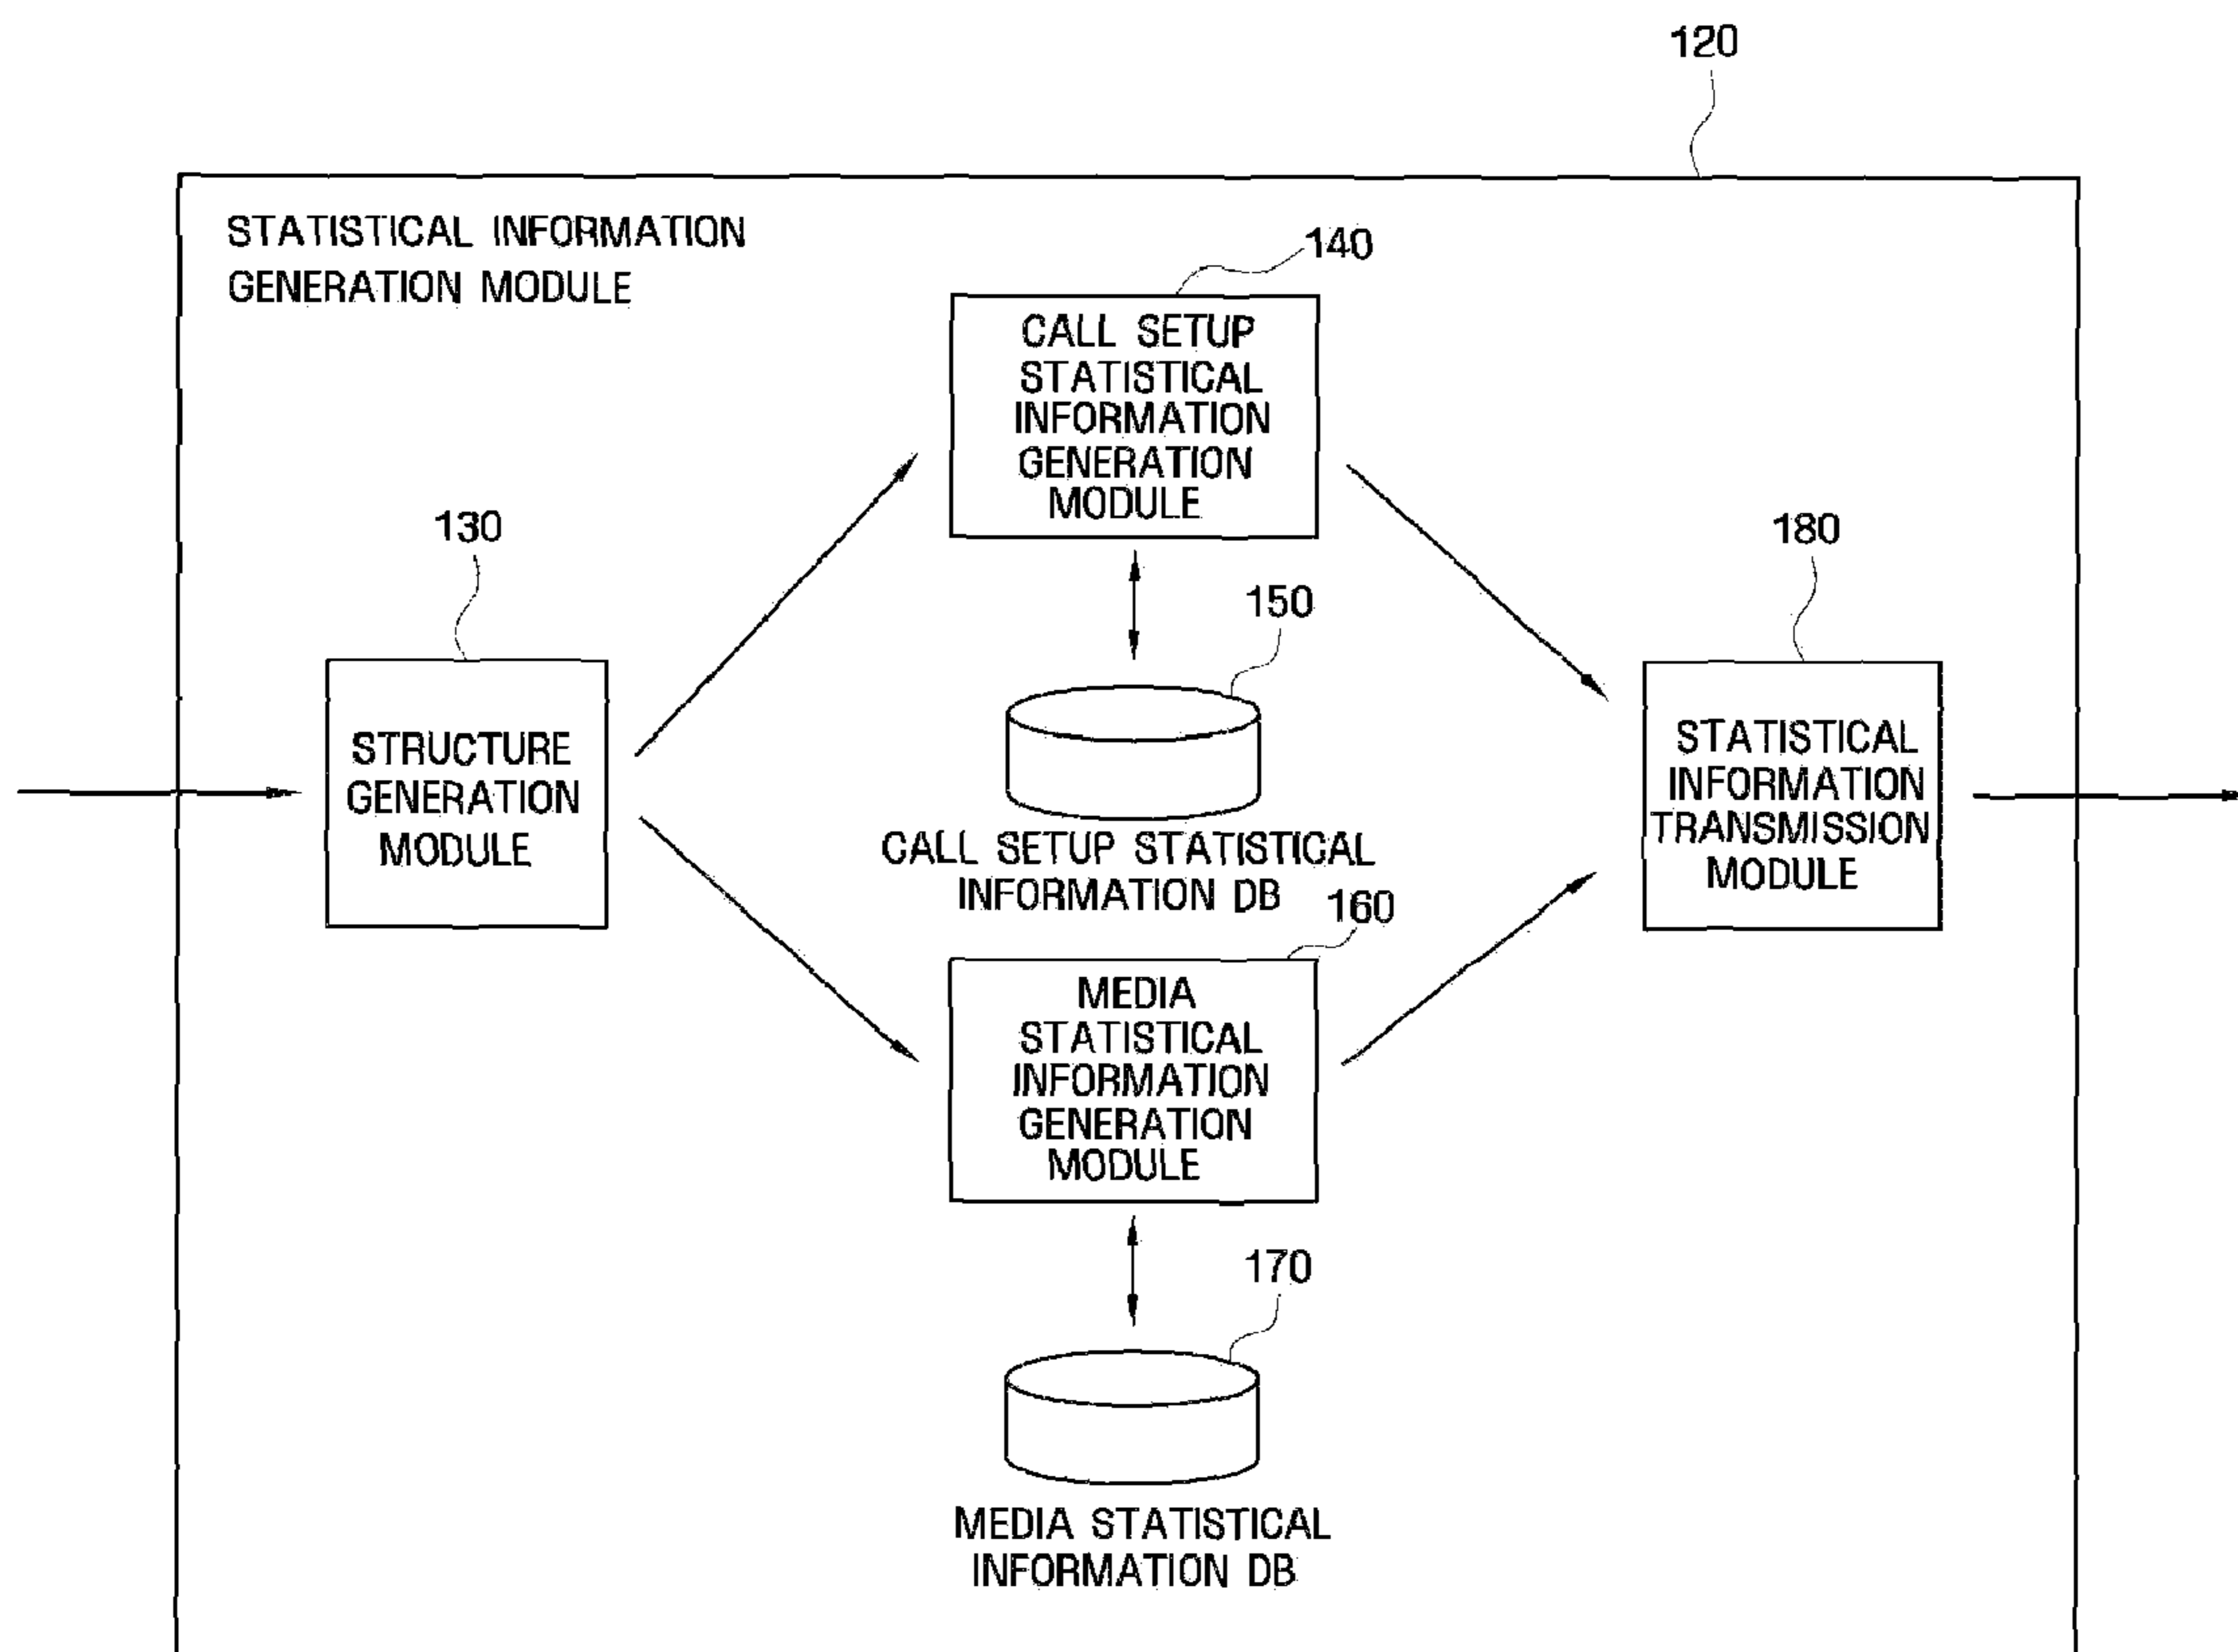 120
STATISTICAL INFORMATION
GENERATION MODULE
140
CALL SETUP
STATISTICAL
INFORMATION
GENERATION
MODULE
130
STRUCTURE
GENERATION
MODULE
150
CALL SETUP STATISTICAL
INFORMATION DB
180
STATISTICAL
INFORMATION
TRANSMISSION
MODULE
160
MEDIA
STATISTICAL
INFORMATION
GENERATION
MODULE
170
MEDIA STATISTICAL
INFORMATION DB